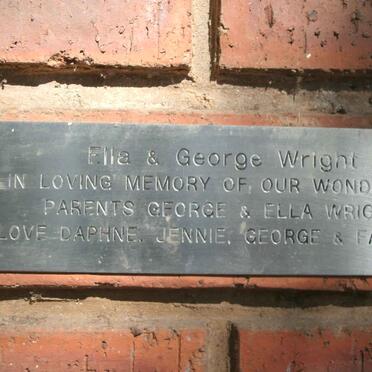 Ella & George Wright
IN LOVING MEMORY OF OUR WOND
PARENTS GEORGE & ELLA WRIG
LOVE DAPHNE, JENNIE, GEORGE & FA